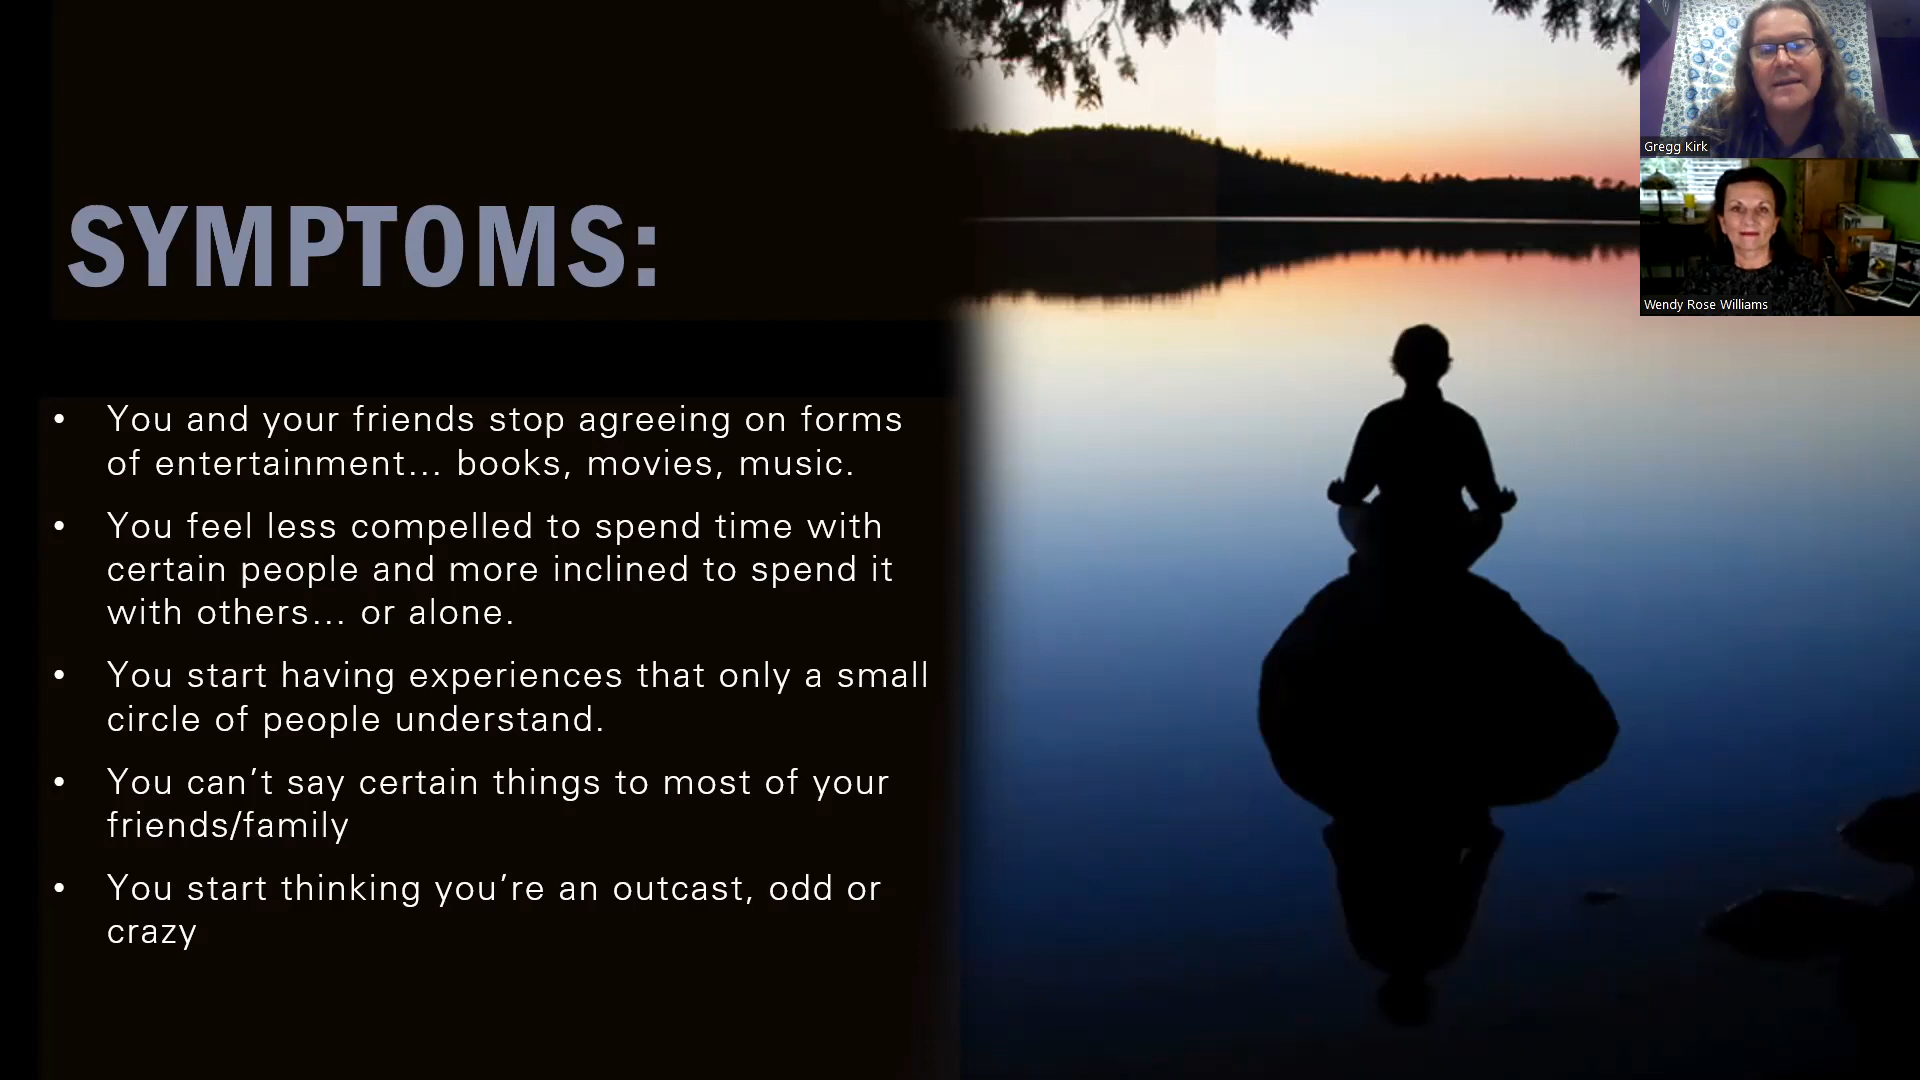 SYMPTOMS:
• You and your friends stop agreeing on forms
of entertainment... books, movies, music.
• You feel less compelled to spend time with
certain people and more inclined to spend it
with others... or alone.
• You start having experiences that only a small
circle of people understand.
• You can’t say certain things to most of your
friends/family
• You start thinking you’re an outcast, odd or
crazy
Gregg Kirk
Wendy Rose Williams